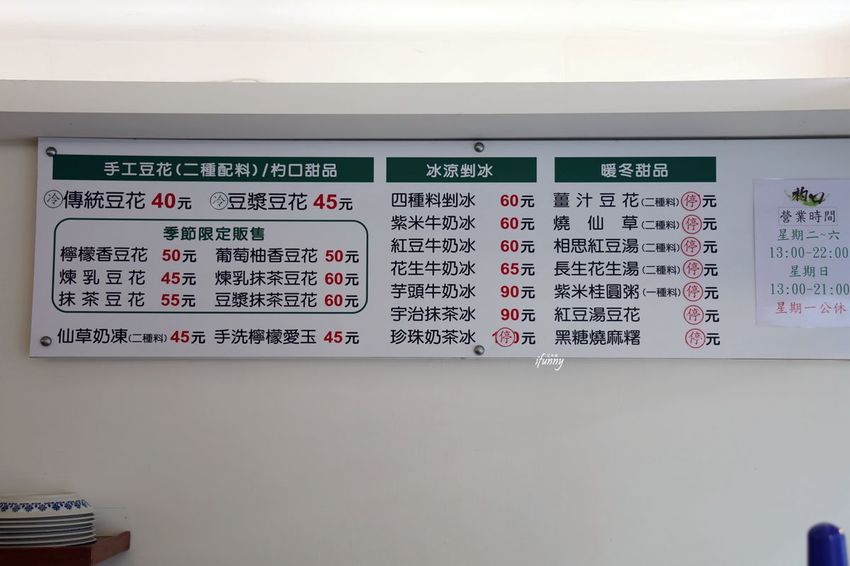 手工豆花(二種配料)/杓口甜品
冷傳統豆花 40元 冷豆漿豆花 45元
季節限定販售
檸檬香豆花 50元 葡萄柚香豆花 50元
煉乳豆花 45元 煉乳抹茶豆花 60元
抹茶豆花 55元 豆漿抹茶豆花 60元
仙草奶凍(二種料) 45元 手洗檸檬愛玉 45元
冰涼剉冰
四種料剉冰 60元
紫米牛奶冰 60元
紅豆牛奶冰 60元
花生牛奶冰 65元
芋頭牛奶冰 90元
宇治抹茶冰 90元
珍珠奶茶冰 停元
暖冬甜品
薑汁豆花(二種料) 停元
燒仙草(二種料) 停元
相思紅豆湯(二種料) 停元
長生花生湯(二種料) 停元
紫米桂圓粥(一種料) 停元
紅豆湯豆花 停元
黑糖燒麻糬 停元
杓口
營業時間
星期二~六
13:00-22:00
星期日
13:00-21:00
星期一公休
ifunny